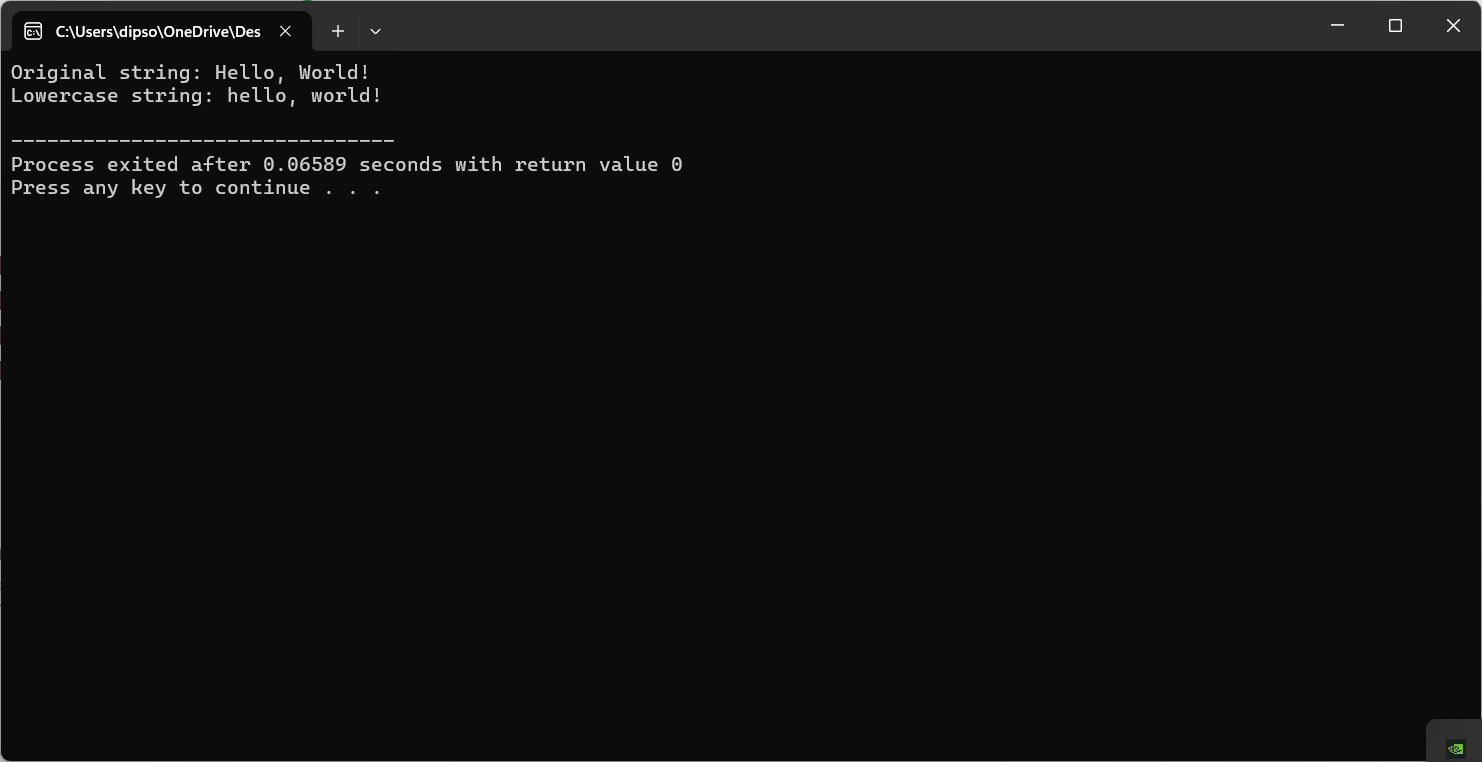 C:\Users\dipso\OneDrive\Des
Original string: Hello, World!
Lowercase string: hello, world!
--------------------------------
Process exited after 0.06589 seconds with return value 0
Press any key to continue . . .